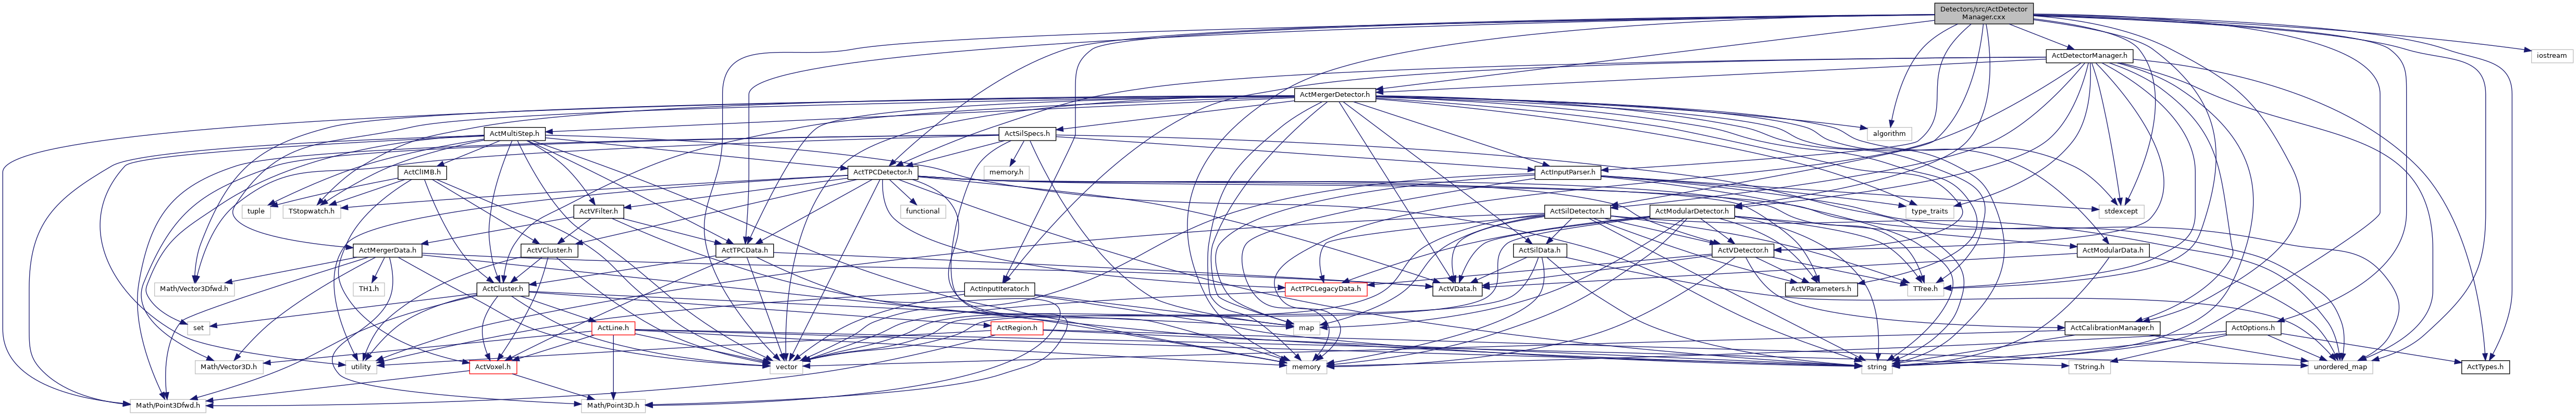 Detectors/src/ActDetector
Manager.cxx
iostream
ActDetectorManager.h
ActMergerDetector.h
ActMultiStep.h
ActSilSpecs.h
algorithm
ActCliMB.h
ActTPCDetector.h
memory.h
ActInputParser.h
tuple
TStopwatch.h
ActVFilter.h
functional
ActSilDetector.h
ActModularDetector.h
type_traits
stdexcept
ActMergerData.h
ActVCluster.h
ActTPCData.h
ActSilData.h
ActVDetector.h
ActModularData.h
Math/Vector3Dfwd.h
TH1.h
ActCluster.h
ActInputIterator.h
ActTPCLegacyData.h
ActVData.h
ActVParameters.h
TTree.h
set
ActLine.h
ActRegion.h
map
ActCalibrationManager.h
ActOptions.h
Math/Vector3D.h
utility
ActVoxel.h
vector
memory
string
TString.h
unordered_map
ActTypes.h
Math/Point3Dfwd.h
Math/Point3D.h